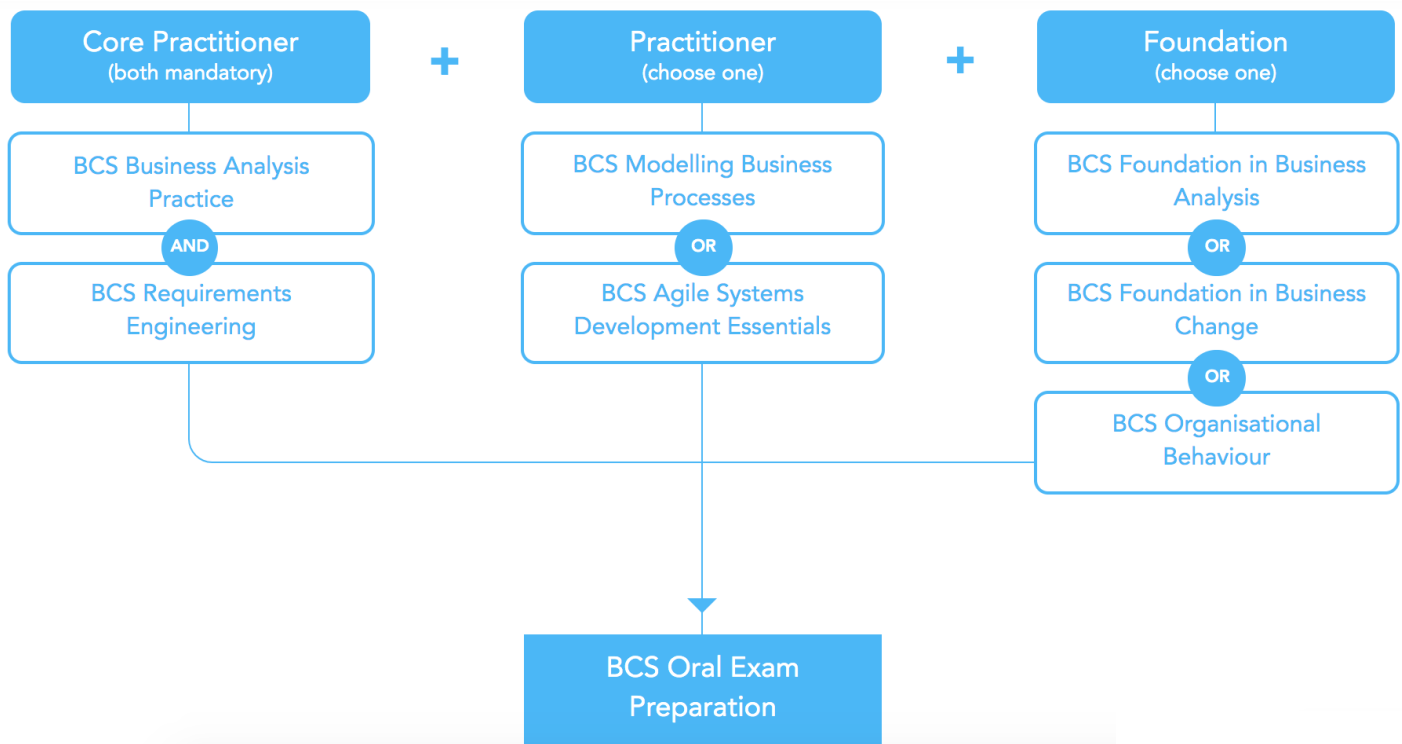 Core Practitioner
(both mandatory)
+
Practitioner
(choose one)
+
Foundation
(choose one)
BCS Business Analysis
Practice
AND
BCS Requirements
Engineering
BCS Modelling Business
Processes
OR
BCS Agile Systems
Development Essentials
BCS Foundation in Business
Analysis
OR
BCS Foundation in Business
Change
OR
BCS Organisational
Behaviour
BCS Oral Exam
Preparation